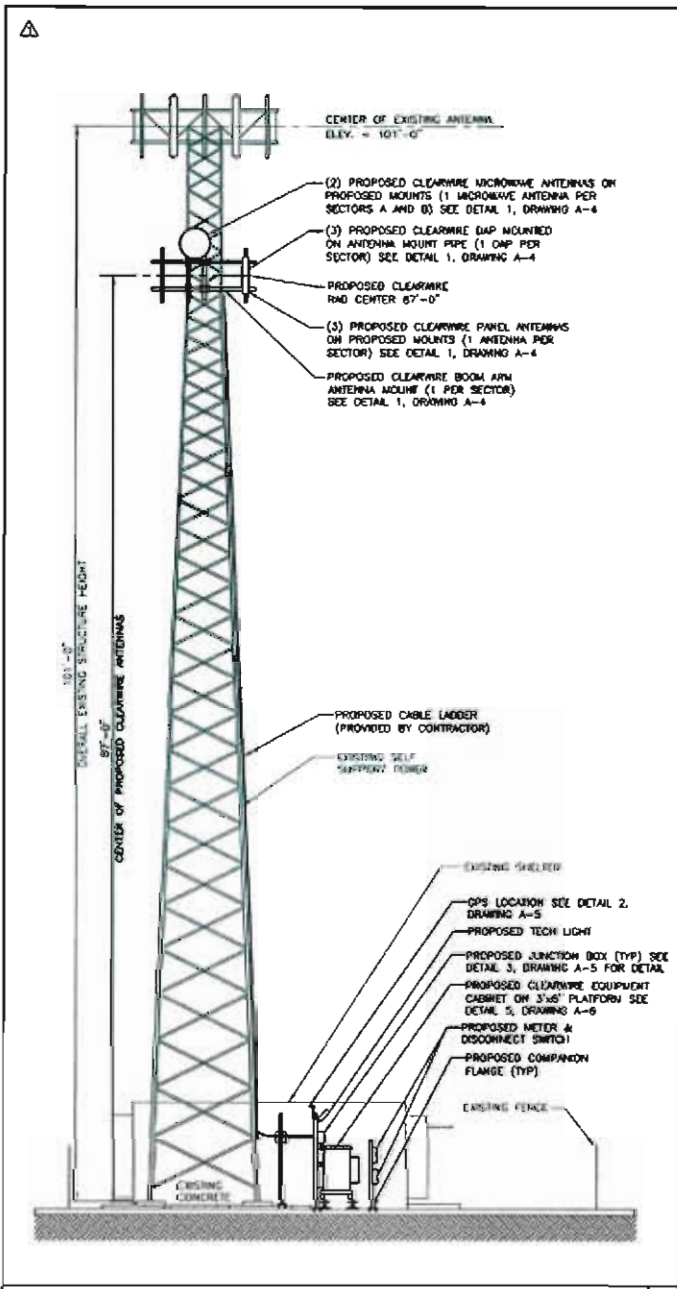 1
CENTER OF EXISTING ANTENNA
ELEV. = 101'-0"
(2) PROPOSED CLEARWIRE MICROWAVE ANTENNAS ON
PROPOSED MOUNTS (1 MICROWAVE ANTENNA PER
SECTORS A AND B) SEE DETAIL 1, DRAWING A-4
(3) PROPOSED CLEARWIRE DAP MOUNTED
ON ANTENNA MOUNT PIPE (1 DAP PER
SECTOR) SEE DETAIL 1, DRAWING A-4
PROPOSED CLEARWIRE
RAD CENTER 87'-0"
(3) PROPOSED CLEARWIRE PANEL ANTENNAS
ON PROPOSED MOUNTS (1 ANTENNA PER
SECTOR) SEE DETAIL 1, DRAWING A-4
PROPOSED CLEARWIRE BOOM ARM
ANTENNA MOUNT (1 PER SECTOR)
SEE DETAIL 1, DRAWING A-4
101'-0"
OVERALL EXISTING STRUCTURE HEIGHT
87'-0"
CENTER OF PROPOSED CLEARWIRE ANTENNAS
PROPOSED CABLE LADDER
(PROVIDED BY CONTRACTOR)
EXISTING SELF
SUPPORT TOWER
EXISTING SHELTER
GPS LOCATION SEE DETAIL 2,
DRAWING A-5
PROPOSED TECH LIGHT
PROPOSED JUNCTION BOX (TYP) SEE
DETAIL 3, DRAWING A-5 FOR DETAIL
PROPOSED CLEARWIRE EQUIPMENT
CABINET ON 3'x6' PLATFORM SEE
DETAIL 5, DRAWING A-6
PROPOSED METER &
DISCONNECT SWITCH
PROPOSED COMPANION
FLANGE (TYP)
EXISTING FENCE
EXISTING
CONCRETE